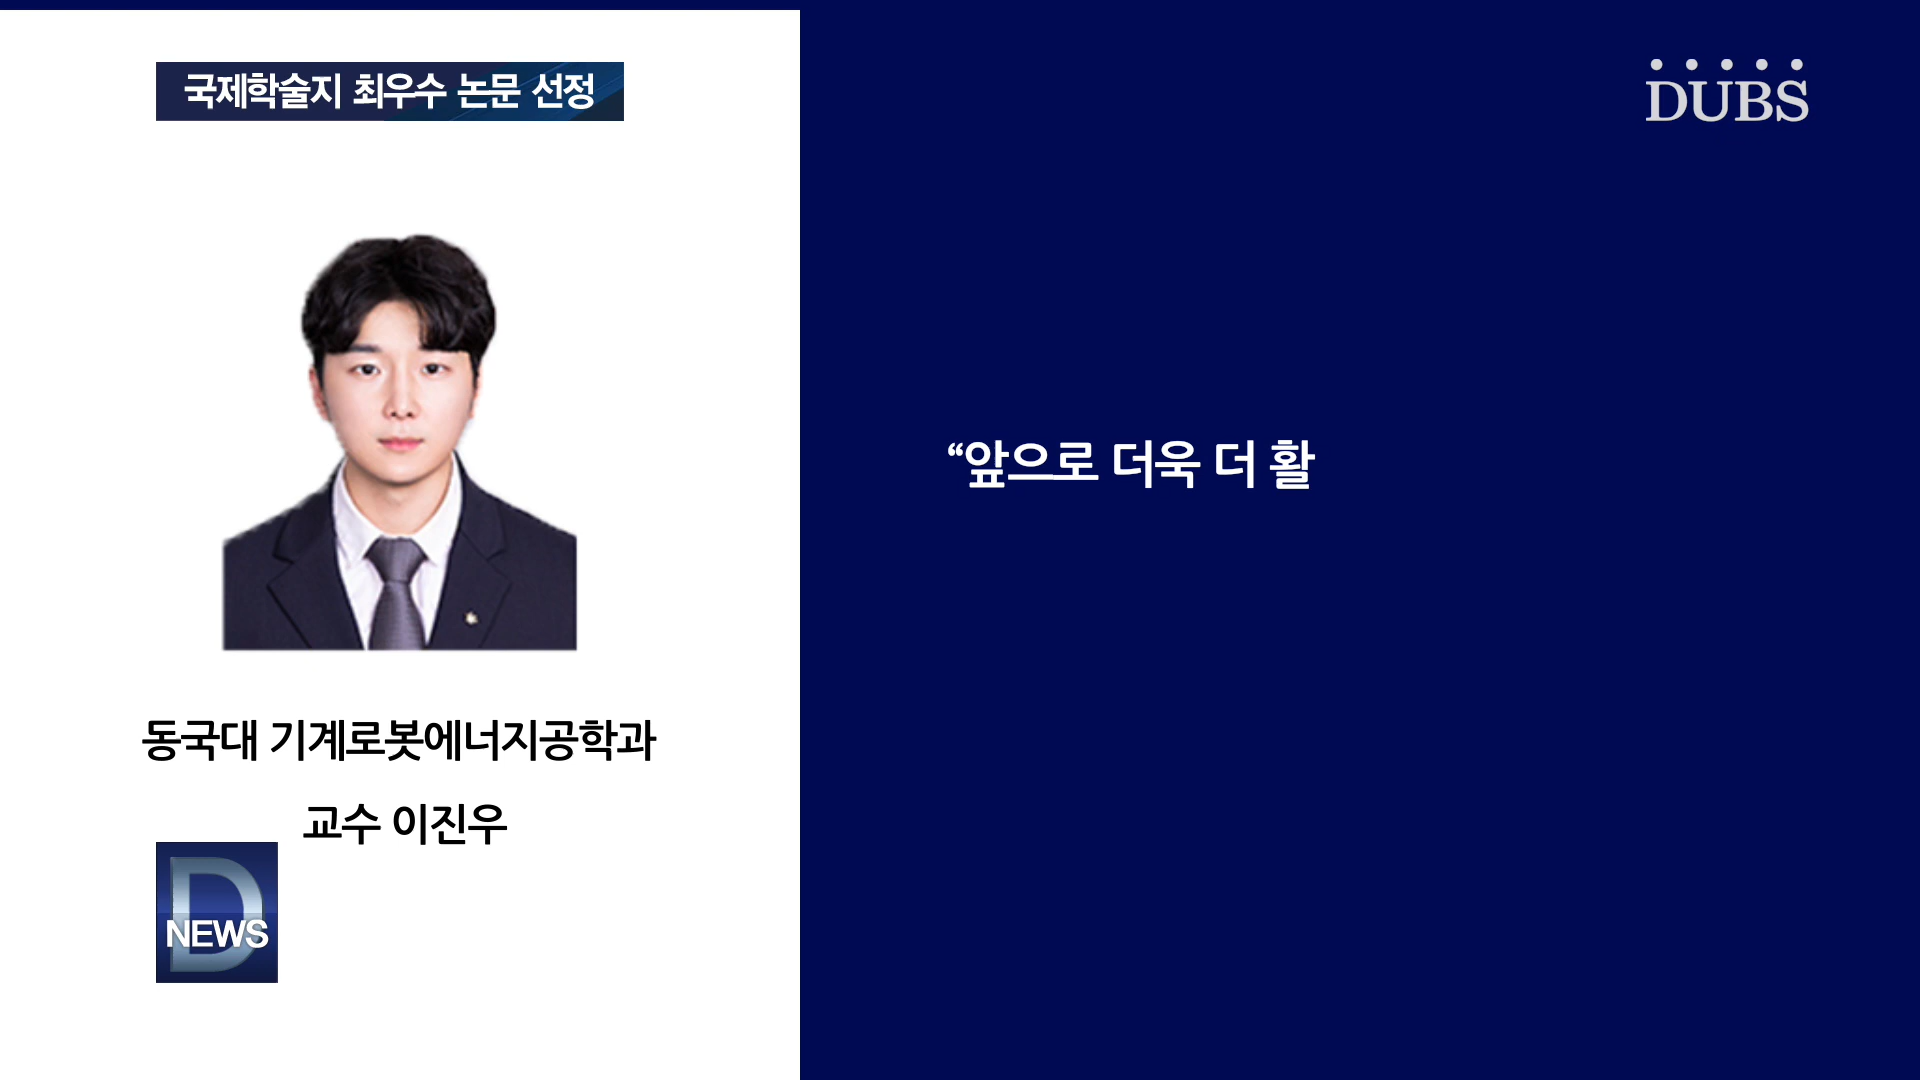 국제학술지 최우수 논문 선정
DUBS
“앞으로 더욱 더 활
동국대 기계로봇에너지공학과
교수 이진우
D
NEWS